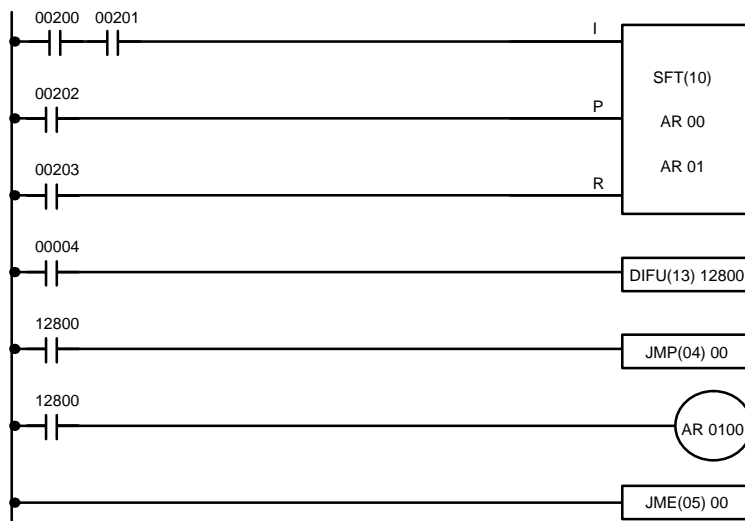 00200 00201
I
SFT(10)
00202
P
AR 00
AR 01
00203
R
00004
DIFU(13) 12800
12800
JMP(04) 00
12800
AR 0100
JME(05) 00